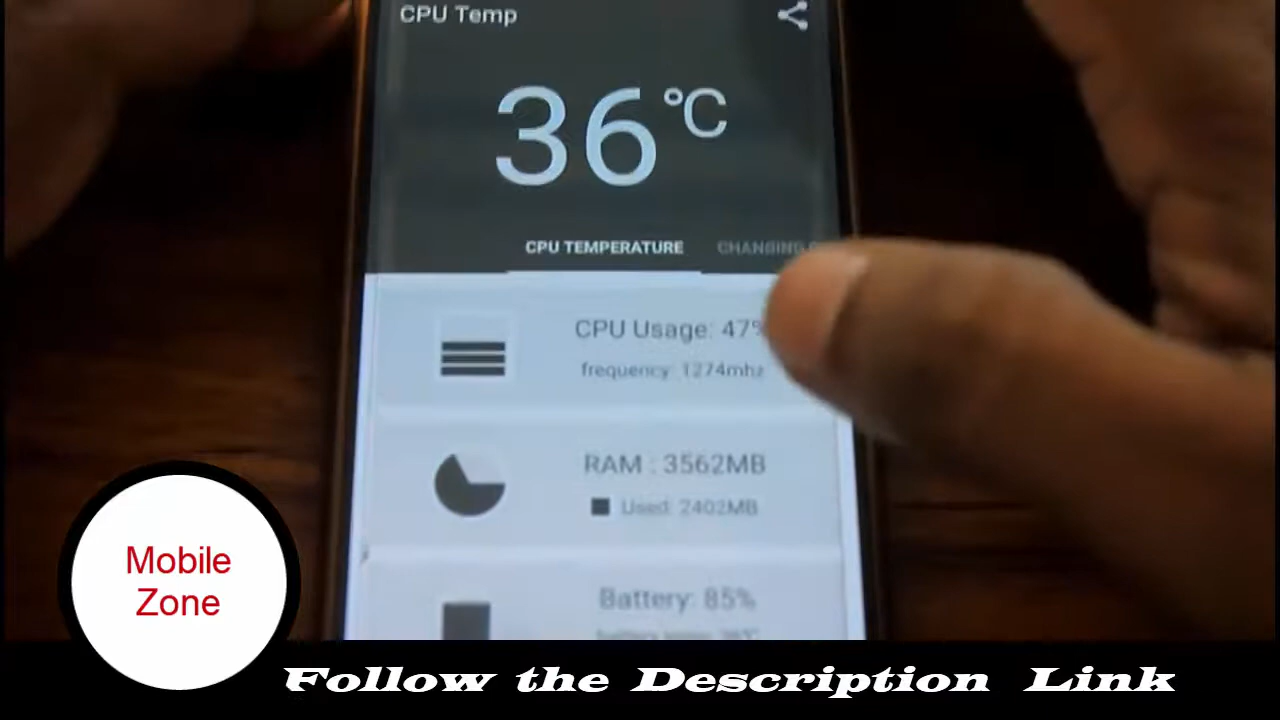 CPU Temp
36°C
CPU TEMPERATURE
CHANGING
CPU Usage: 47%
frequency: 1274mhz
RAM : 3562MB
Used: 2402MB
Battery: 85%
Mobile
Zone
Follow the Description Link